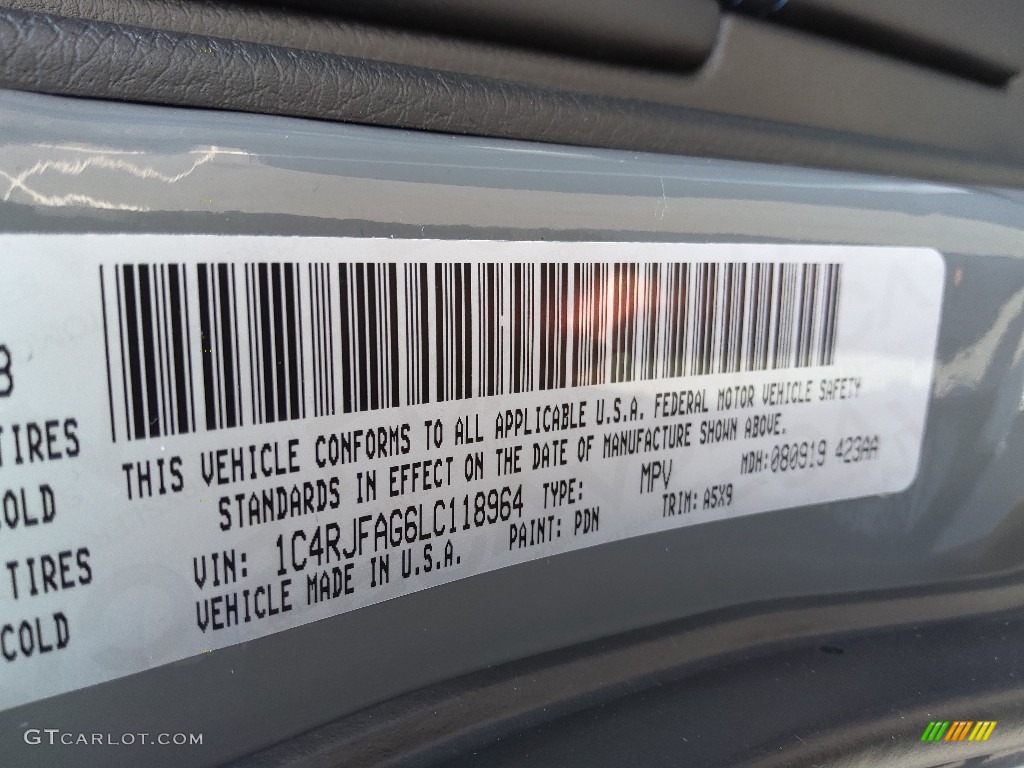 8
TIRES
COLD
TIRES
COLD
THIS VEHICLE CONFORMS TO ALL APPLICABLE U.S.A. FEDERAL MOTOR VEHICLE SAFETY
STANDARDS IN EFFECT ON THE DATE OF MANUFACTURE SHOWN ABOVE.
VIN: 1C4RJFAG6LC118964 TYPE: MPV MDH:080919 423AA
VEHICLE MADE IN U.S.A. PAINT: PDN TRIM: A5X9
GTCARLOT.COM